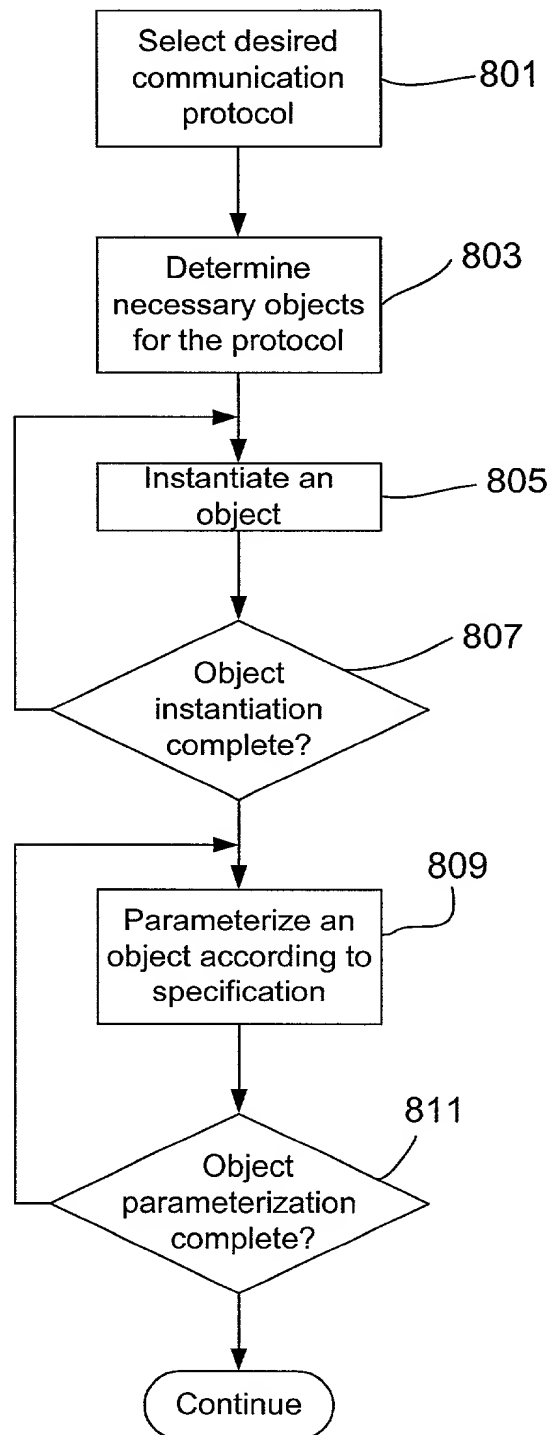 Select desired
communication
protocol
801
Determine
necessary objects
for the protocol
803
Instantiate an
object
805
Object
instantiation
complete?
807
Parameterize an
object according to
specification
809
Object
parameterization
complete?
811
Continue